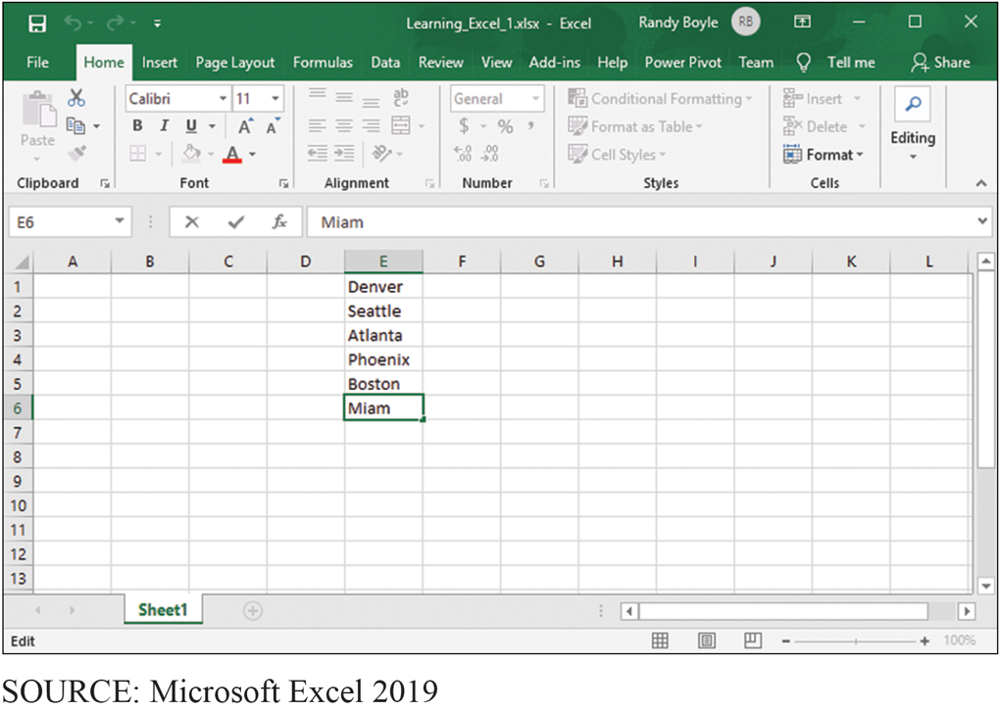 Learning_Excel_1.xlsx - Excel Randy Boyle RB
File Home Insert Page Layout Formulas Data Review View Add-ins Help Power Pivot Team Tell me Share
Calibri 11 ab c General Conditional Formatting Insert
Paste B I U A A $ % , Format as Table Delete Editing
A .00 .0 Cell Styles Format
Clipboard Font Alignment Number Styles Cells
E6 fx Miam
A B C D E F G H I J K L
1 Denver
2 Seattle
3 Atlanta
4 Phoenix
5 Boston
6 Miam
7
8
9
10
11
12
13
Sheet1
Edit 100%
SOURCE: Microsoft Excel 2019